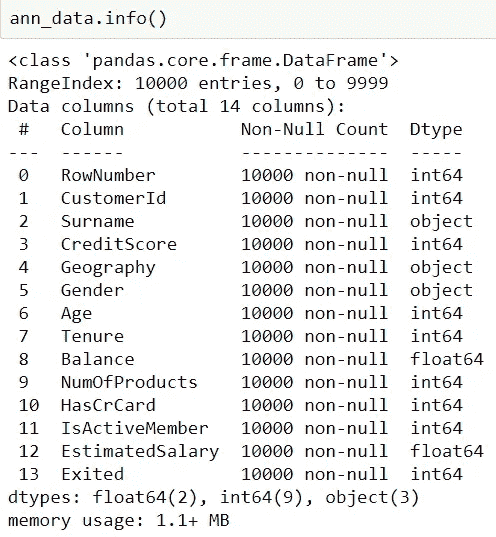 ann_data.info()
<class 'pandas.core.frame.DataFrame'>
RangeIndex: 10000 entries, 0 to 9999
Data columns (total 14 columns):
 #   Column           Non-Null Count  Dtype
---  ------           --------------  -----
 0   RowNumber        10000 non-null  int64
 1   CustomerId       10000 non-null  int64
 2   Surname          10000 non-null  object
 3   CreditScore      10000 non-null  int64
 4   Geography        10000 non-null  object
 5   Gender           10000 non-null  object
 6   Age              10000 non-null  int64
 7   Tenure           10000 non-null  int64
 8   Balance          10000 non-null  float64
 9   NumOfProducts    10000 non-null  int64
 10  HasCrCard        10000 non-null  int64
 11  IsActiveMember   10000 non-null  int64
 12  EstimatedSalary  10000 non-null  float64
 13  Exited           10000 non-null  int64
dtypes: float64(2), int64(9), object(3)
memory usage: 1.1+ MB